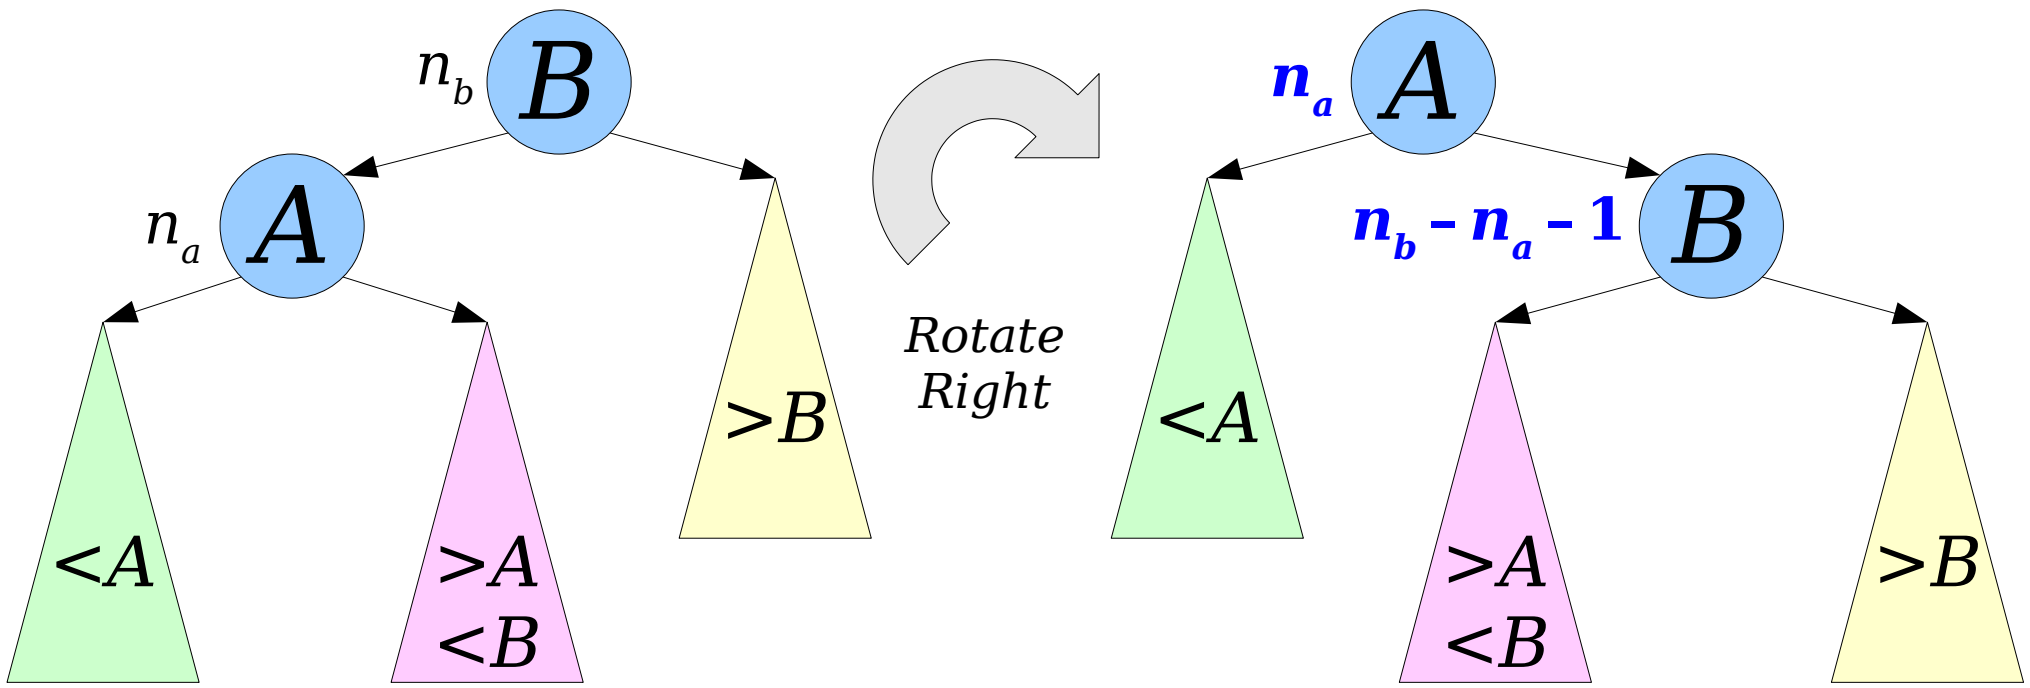 n_b
B
n_a
A
<A
>A
<B
>B
Rotate
Right
n_a
A
n_b – n_a – 1
B
<A
>A
<B
>B